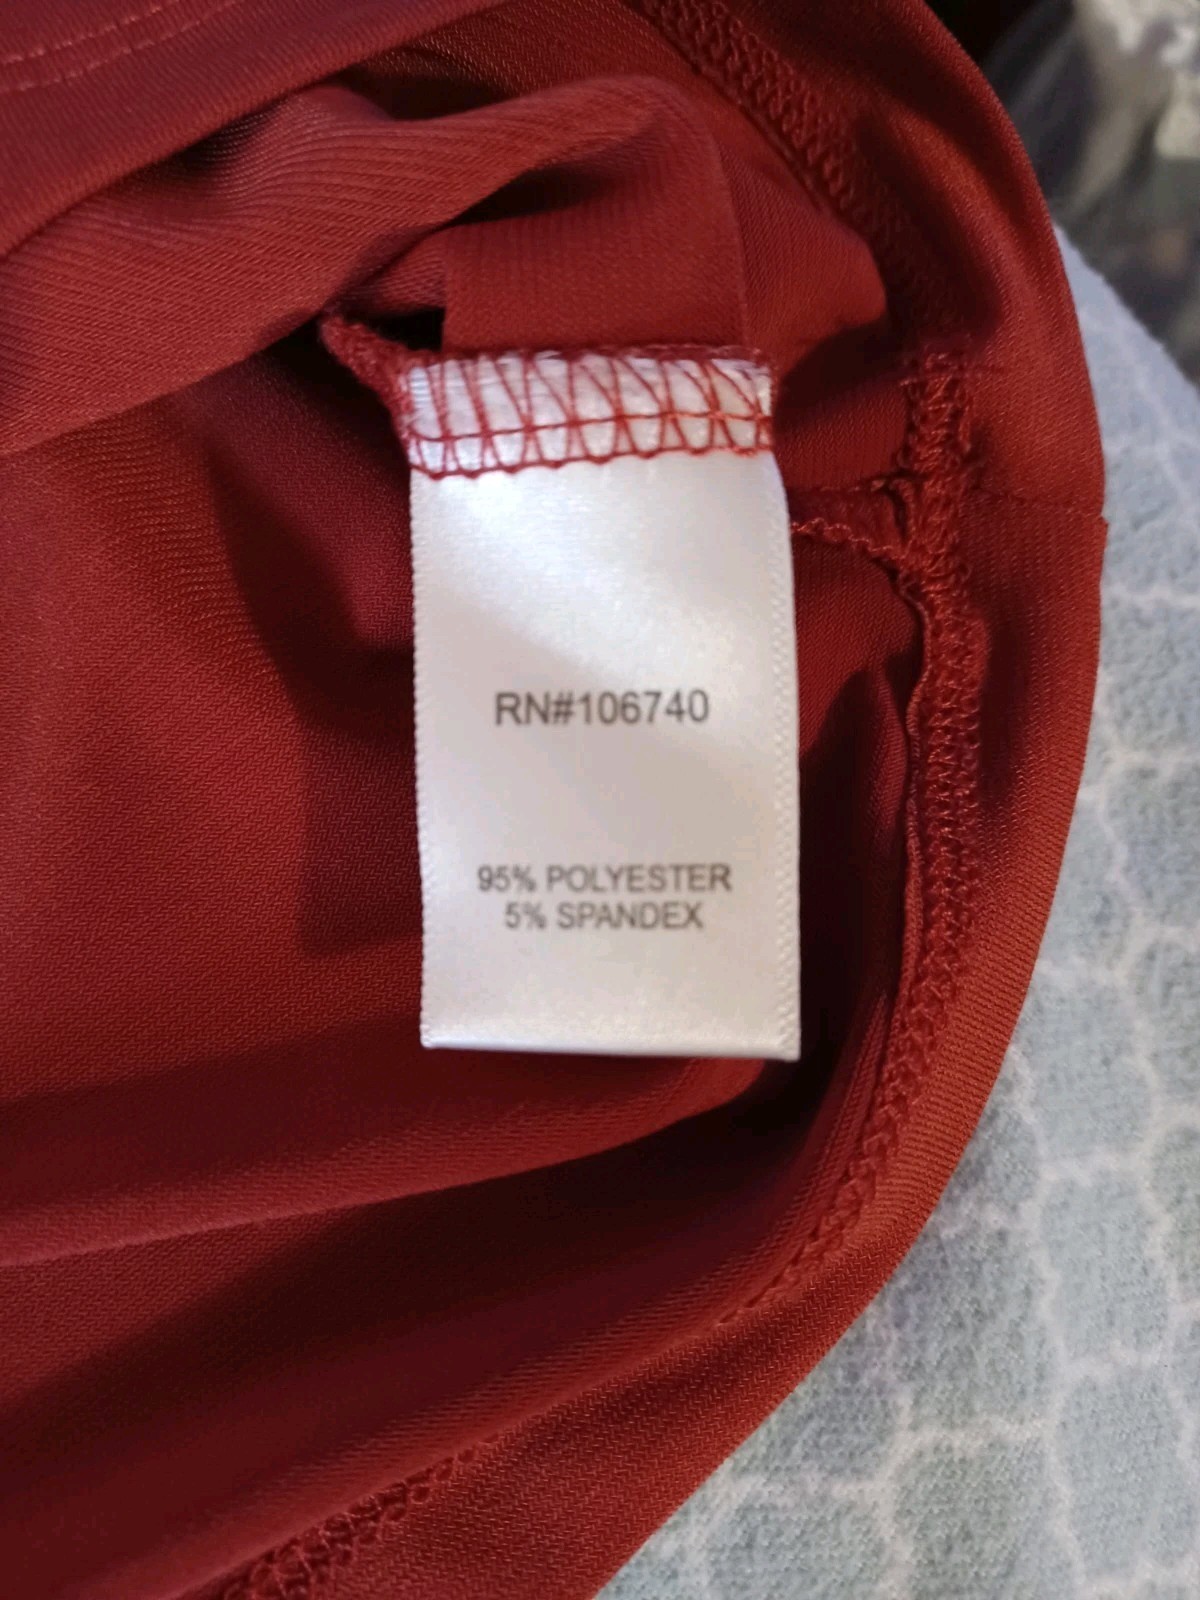 RN#106740
95% POLYESTER
5% SPANDEX